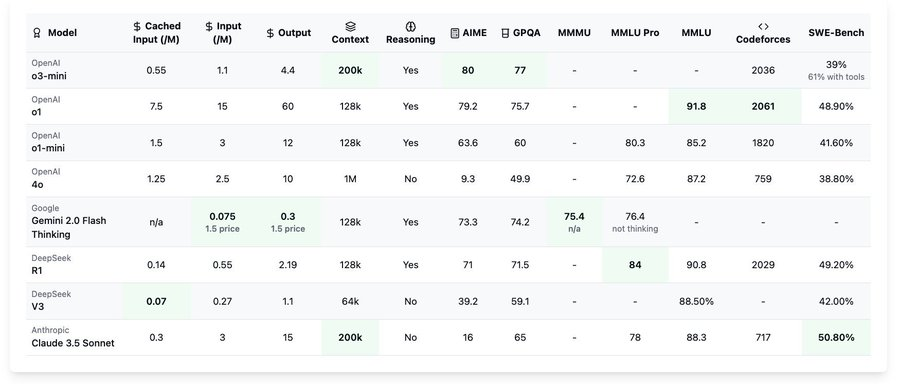 Model $ Cached Input (/M) $ Input (/M) $ Output Context Reasoning AIME GPQA MMMU MMLU Pro MMLU Codeforces SWE-Bench
OpenAI
o3-mini 0.55 1.1 4.4 200k Yes 80 77 - - - 2036 39%
61% with tools
OpenAI
o1 7.5 15 60 128k Yes 79.2 75.7 - - 91.8 2061 48.90%
OpenAI
o1-mini 1.5 3 12 128k Yes 63.6 60 - 80.3 85.2 1820 41.60%
OpenAI
4o 1.25 2.5 10 1M No 9.3 49.9 - 72.6 87.2 759 38.80%
Google
Gemini 2.0 Flash Thinking n/a 0.075 0.3 128k Yes 73.3 74.2 75.4 76.4 - - -
1.5 price 1.5 price n/a not thinking
DeepSeek
R1 0.14 0.55 2.19 128k Yes 71 71.5 - 84 90.8 2029 49.20%
DeepSeek
V3 0.07 0.27 1.1 64k No 39.2 59.1 - - 88.50% - 42.00%
Anthropic
Claude 3.5 Sonnet 0.3 3 15 200k No 16 65 - 78 88.3 717 50.80%